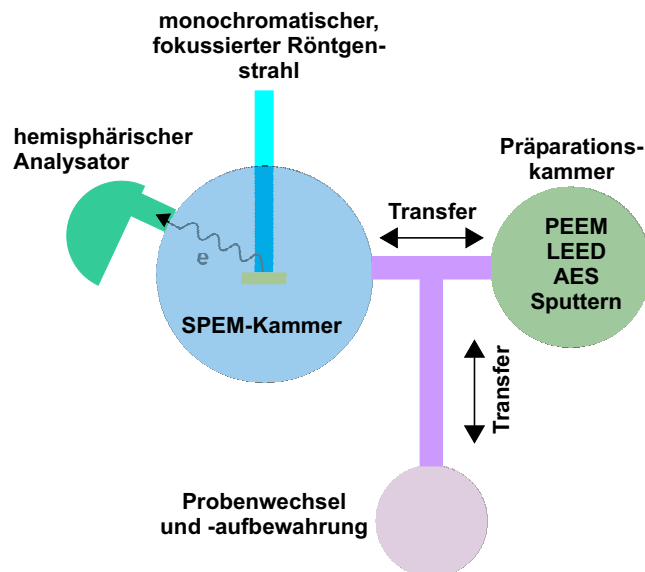 monochromatischer,
fokussierter Röntgen-
strahl
hemisphärischer
Analysator
Präparations-
kammer
Transfer
PEEM
LEED
AES
Sputtern
e
SPEM-Kammer
Transfer
Probenwechsel
und -aufbewahrung